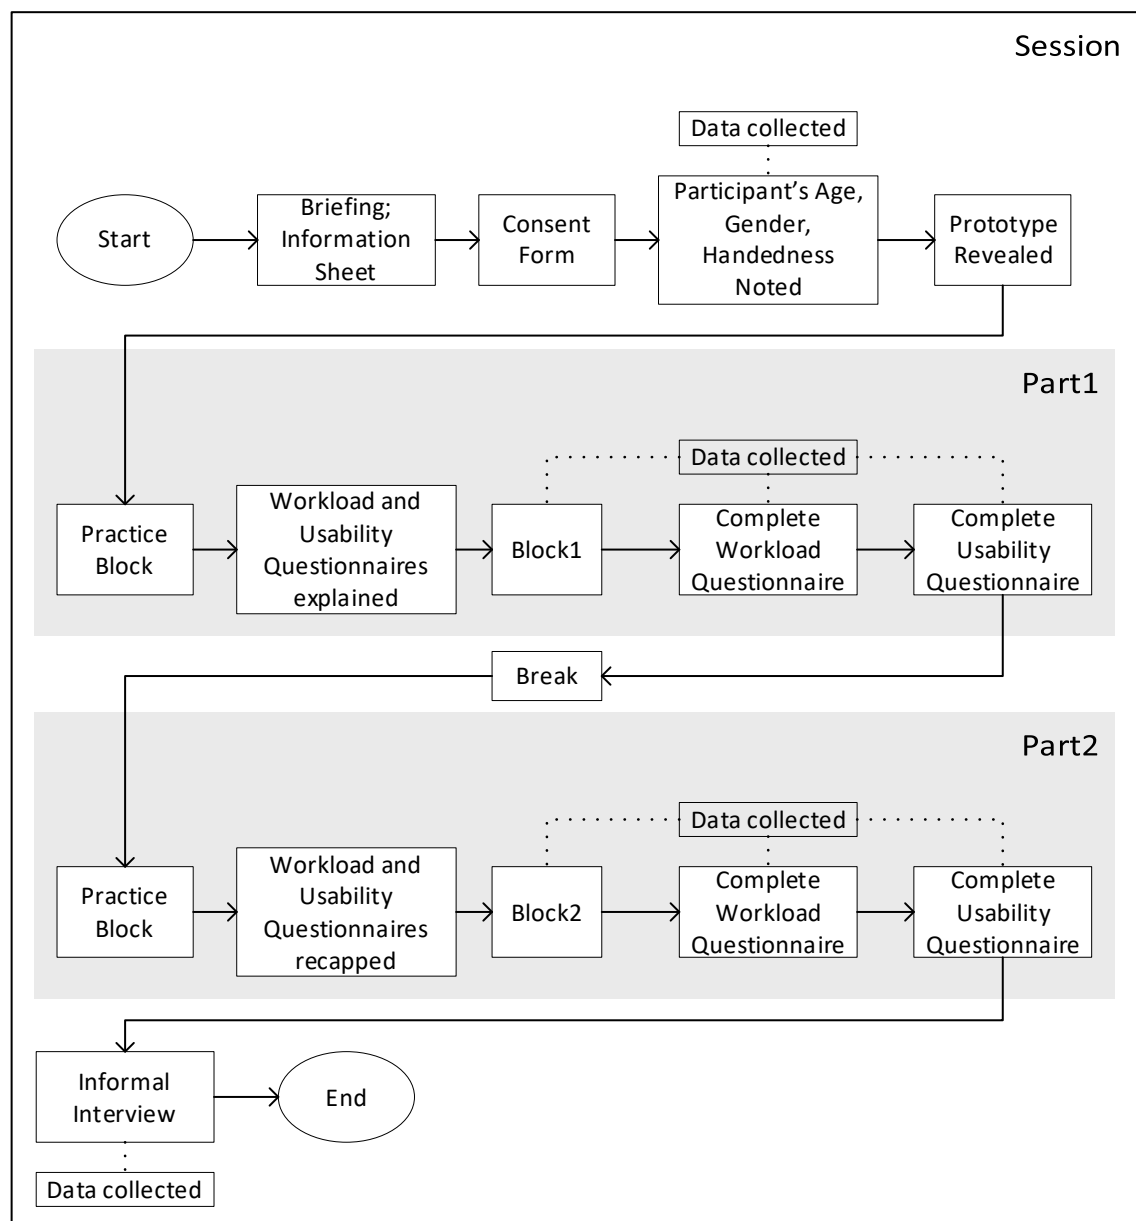 Session
Data collected
Start
Briefing;
Information
Sheet
Consent
Form
Participant’s Age,
Gender,
Handedness
Noted
Prototype
Revealed
Part1
Data collected
Practice
Block
Workload and
Usability
Questionnaires
explained
Block1
Complete
Workload
Questionnaire
Complete
Usability
Questionnaire
Break
Part2
Data collected
Practice
Block
Workload and
Usability
Questionnaires
recapped
Block2
Complete
Workload
Questionnaire
Complete
Usability
Questionnaire
Informal
Interview
End
Data collected